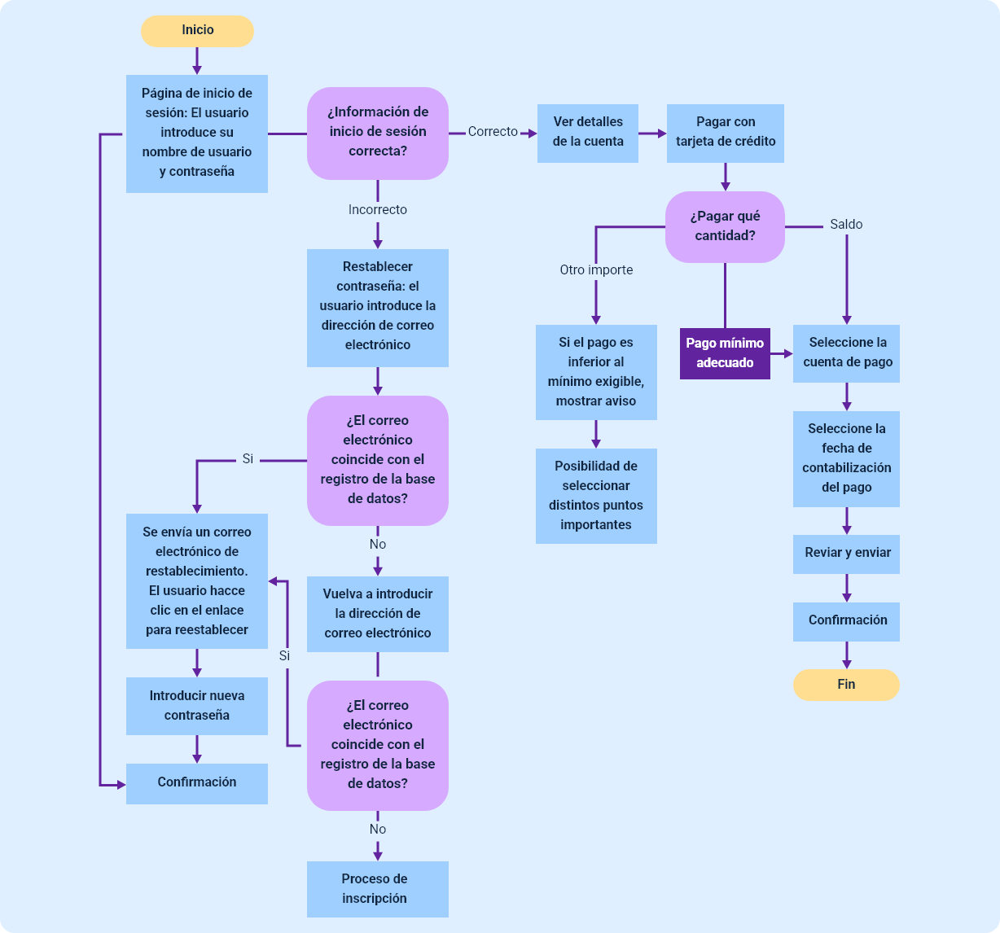 Inicio
Página de inicio de
sesión: El usuario
introduce su
nombre de usuario
y contraseña
¿Información de
inicio de sesión
correcta?
Correcto
Ver detalles
de la cuenta
Pagar con
tarjeta de crédito
Incorrecto
¿Pagar qué
cantidad?
Saldo
Otro importe
Restablecer
contraseña: el
usuario introduce la
dirección de correo
electrónico
Si el pago es
inferior al
mínimo exigible,
mostrar aviso
Pago mínimo
adecuado
Seleccione la
cuenta de pago
¿El correo
electrónico
coincide con el
registro de la base
de datos?
Si
Posibilidad de
seleccionar
distintos puntos
importantes
Seleccione la
fecha de
contabilización
del pago
Se envía un correo
electrónico de
restablecimiento.
El usuario hacce
clic en el enlace
para reestablecer
No
Reviar y enviar
Vuelva a introducir
la dirección de
correo electrónico
Confirmación
Si
Fin
Introducir nueva
contraseña
¿El correo
electrónico
coincide con el
registro de la base
de datos?
Confirmación
No
Proceso de
inscripción